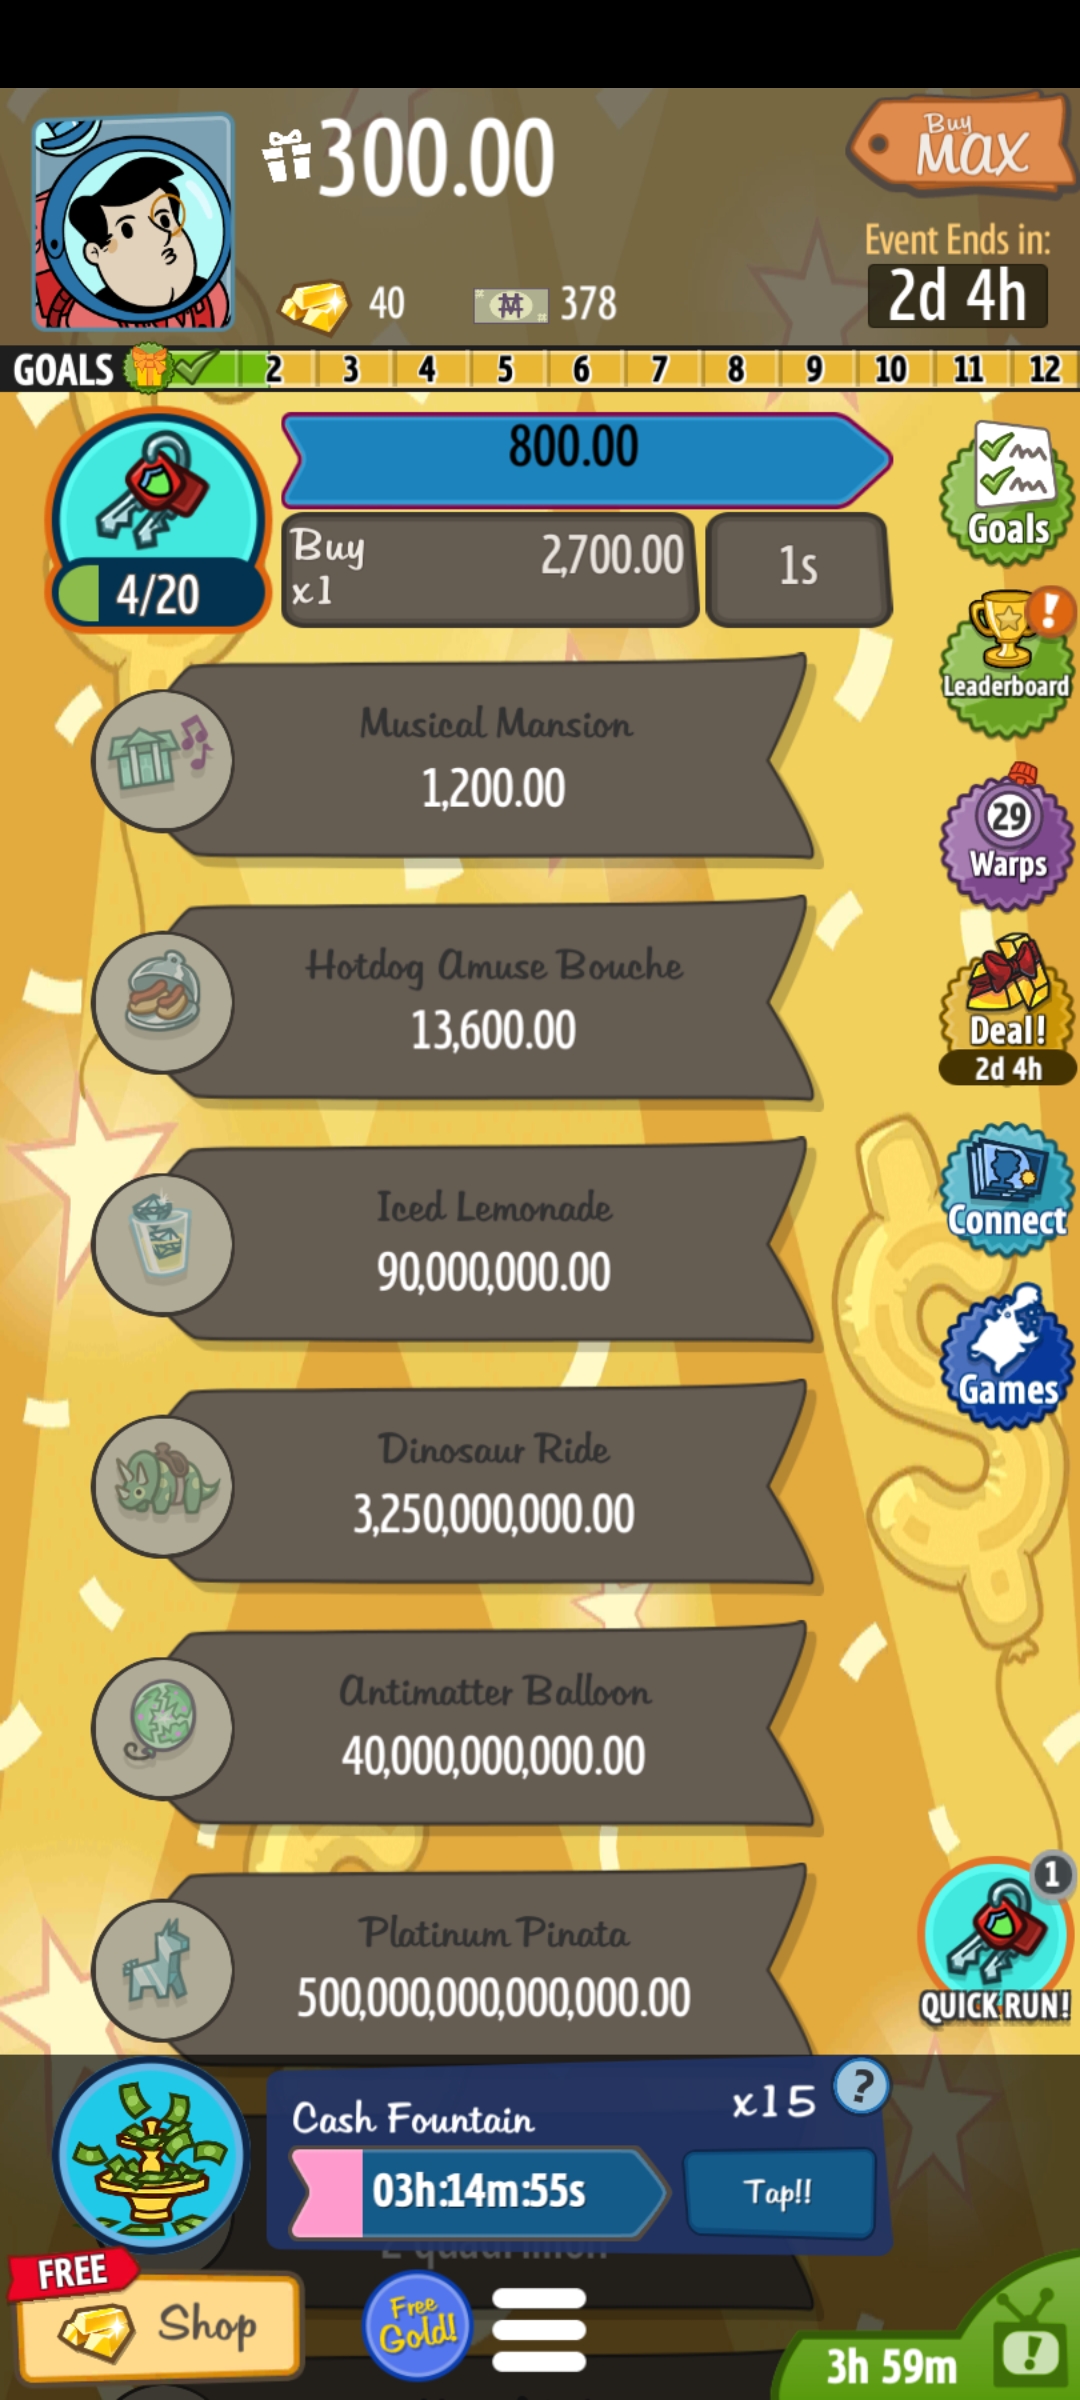 300.00
Buy
MAX
Event Ends in:
2d 4h
40
378
GOALS 2 3 4 5 6 7 8 9 10 11 12
800.00
Buy
x1
2,700.00
1s
4/20
Goals
Leaderboard
Musical Mansion
1,200.00
29
Warps
Hotdog Amuse Bouche
13,600.00
Deal!
2d 4h
Iced Lemonade
90,000,000.00
Connect
Games
Dinosaur Ride
3,250,000,000.00
Antimatter Balloon
40,000,000,000.00
1
QUICK RUN!
Platinum Pinata
500,000,000,000,000.00
Cash Fountain
x15
?
03h:14m:55s
Tap!!
FREE
Shop
Free
Gold!
3h 59m